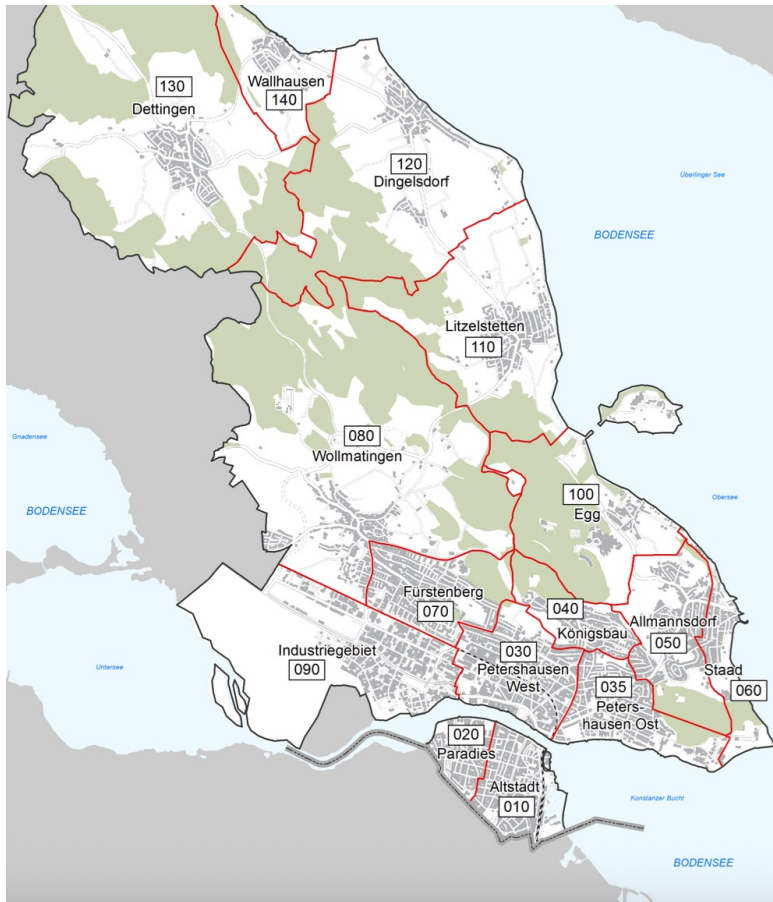 130
Dettingen
Wallhausen
140
120
Dingelsdorf
Überlinger See
BODENSEE
Litzelstetten
110
080
Wollmatingen
Gnadensee
BODENSEE
100
Egg
Obersee
Fürstenberg
070
040
Königsbau
Allmannsdorf
050
Industriegebiet
090
030
Petershausen
West
035
Peters-
hausen Ost
Staad
060
Untersee
020
Paradies
Altstadt
010
Konstanzer Bucht
BODENSEE